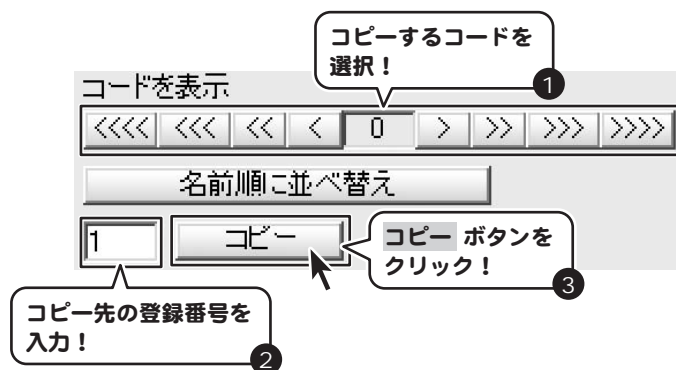 コピーするコードを
選択！
1
コードを表示
<<<< <<< << < 0 > >> >>> >>>>
名前順に並べ替え
1 コピー
コピー ボタンを
クリック！
3
コピー先の登録番号を
入力！
2